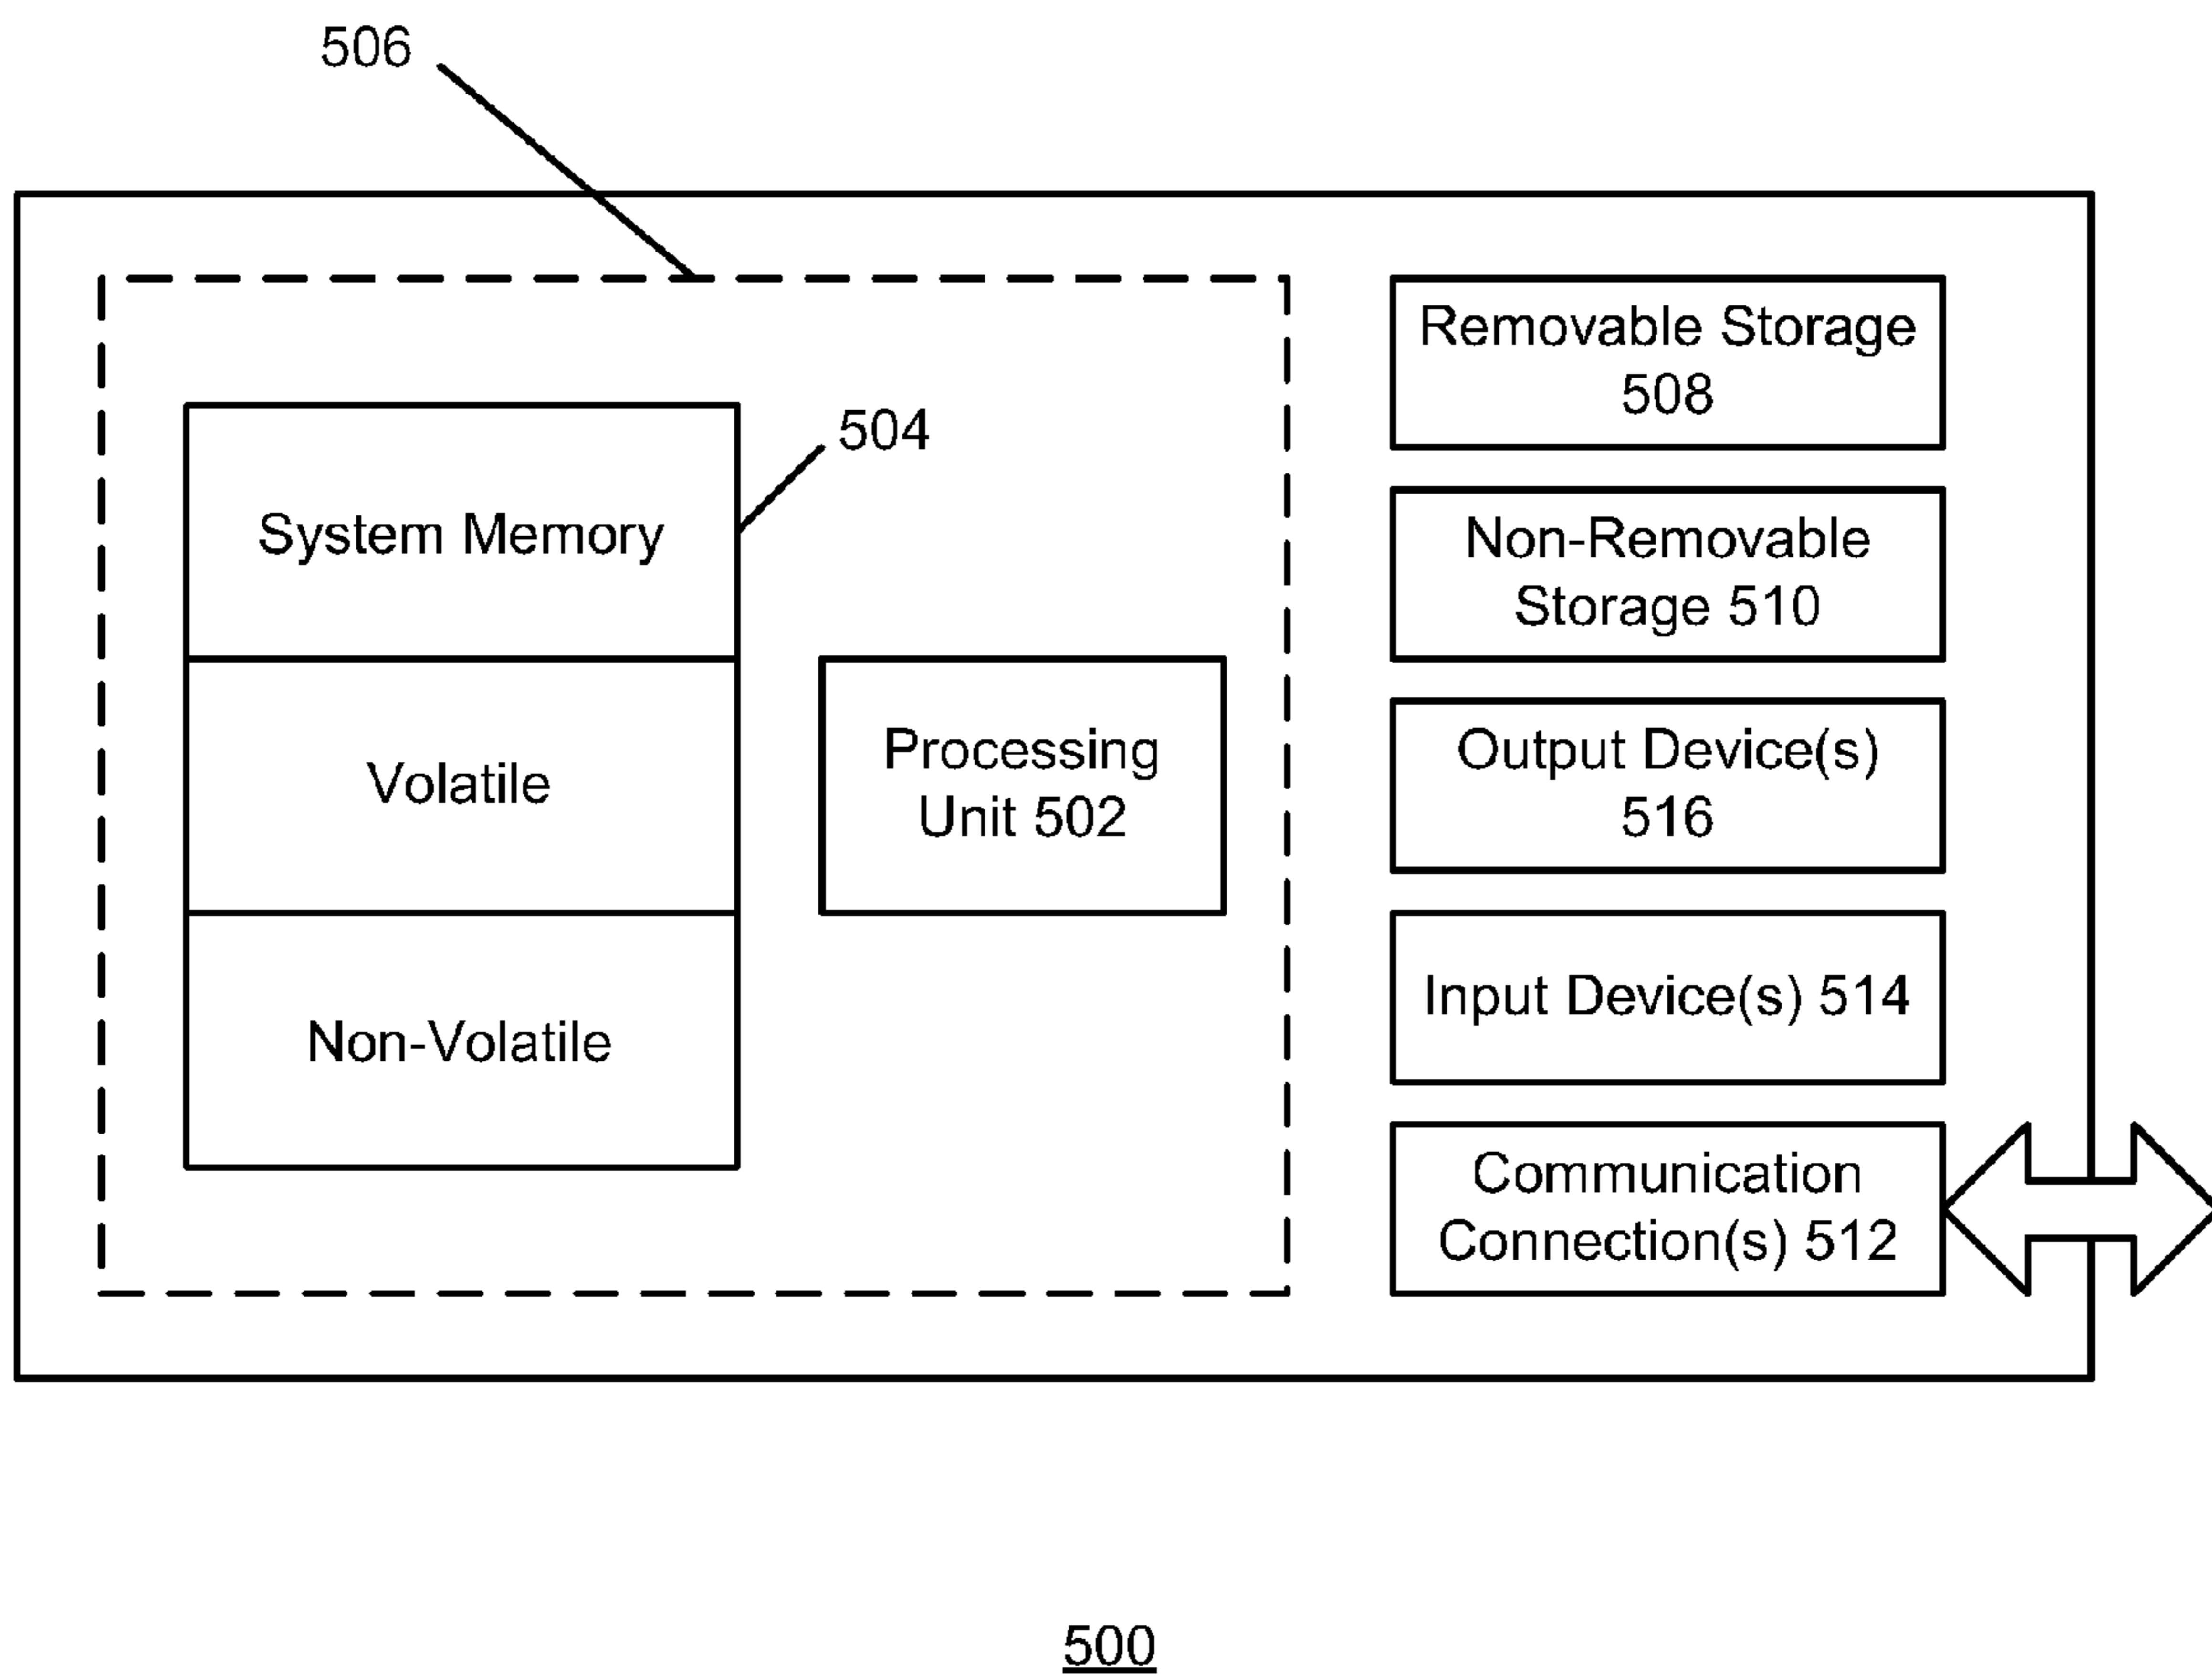 506
504
System Memory
Volatile
Non-Volatile
Processing
Unit 502
Removable Storage
508
Non-Removable
Storage 510
Output Device(s)
516
Input Device(s) 514
Communication
Connection(s) 512
500